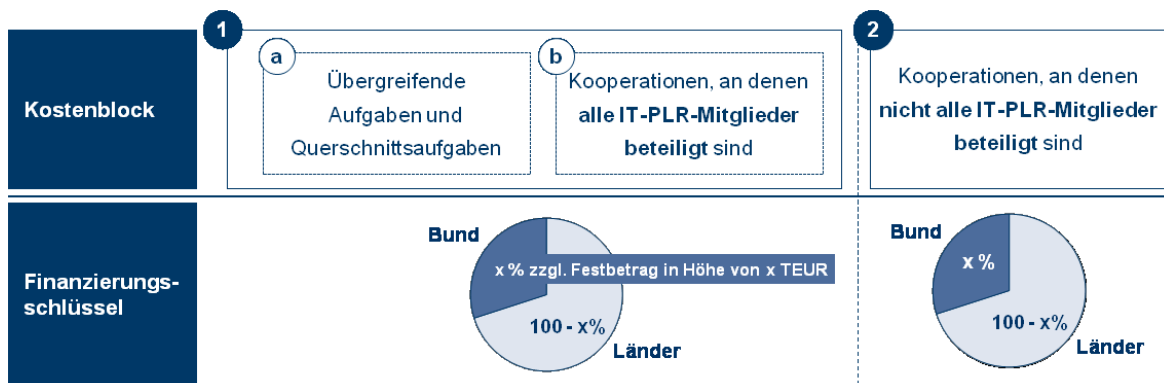 Kostenblock
1
a
Übergreifende
Aufgaben und
Querschnittsaufgaben
b
Kooperationen, an denen
alle IT-PLR-Mitglieder
beteiligt sind
2
Kooperationen, an denen
nicht alle IT-PLR-Mitglieder
beteiligt sind
Finanzierungs-
schlüssel
Bund
x % zzgl. Festbetrag in Höhe von x TEUR
100 - x%
Länder
Bund
x %
100 - x%
Länder